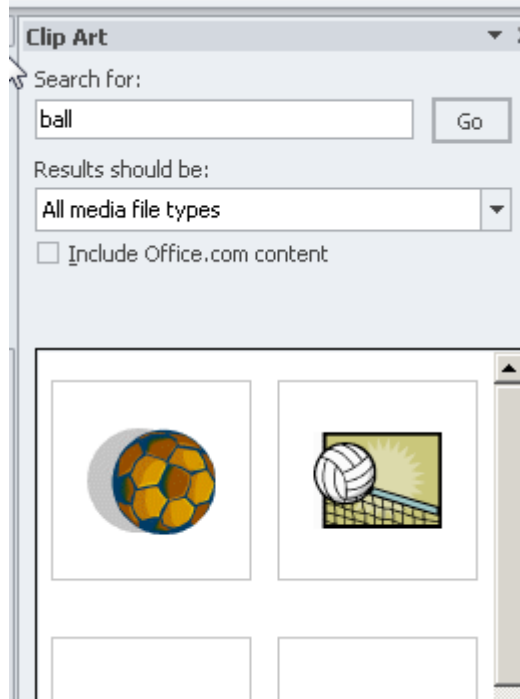 Clip Art
Search for:
ball
Go
Results should be:
All media file types
Include Office.com content